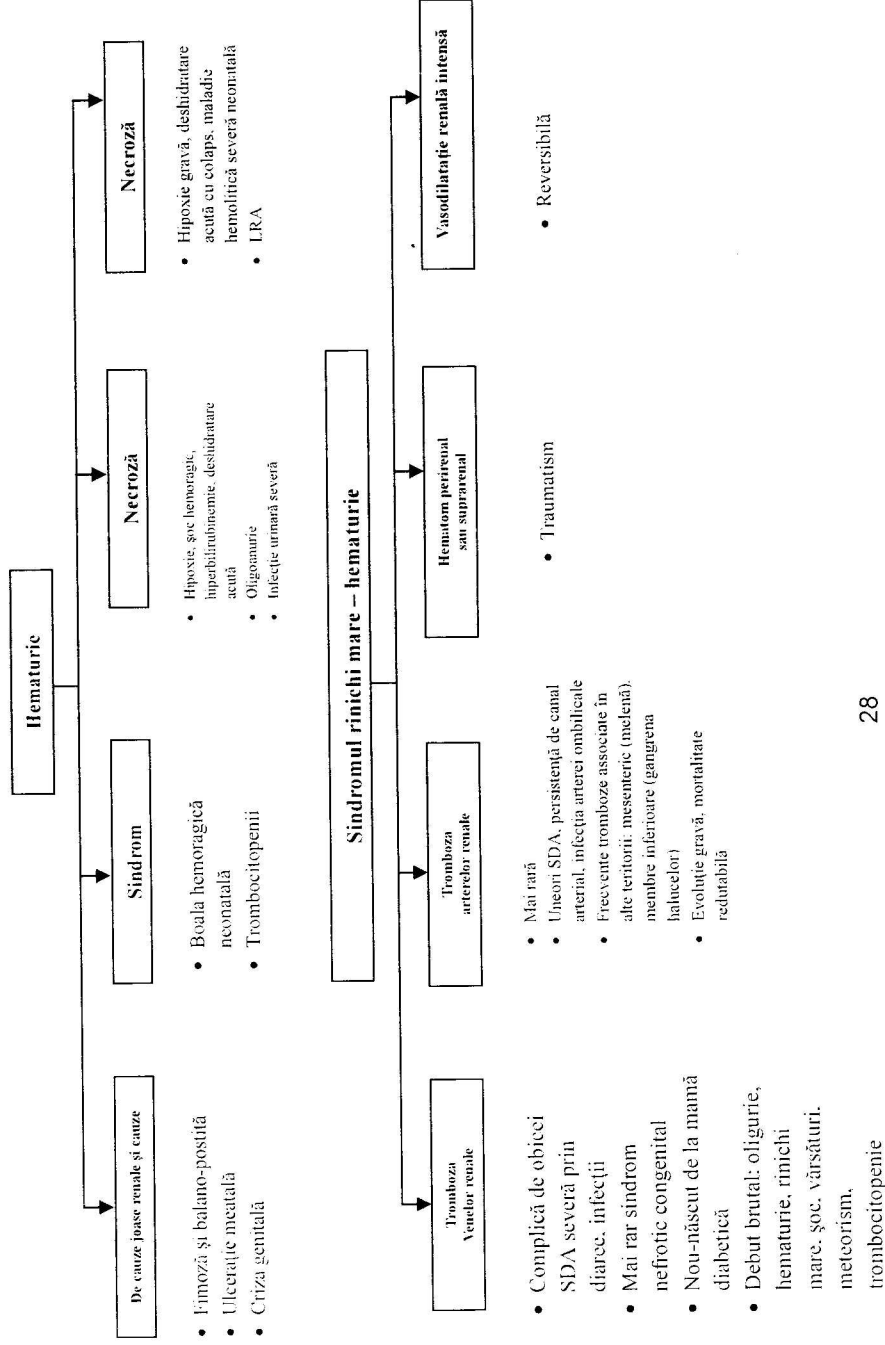 Hematurie
De cauze joase renale și cauze
• Fimoză și balano-postită
• Ulcerație meatală
• Criza genitală
Sindrom
• Boala hemoragică
neonatală
• Trombocitopenii
Necroză
• Hipoxie, șoc hemoragic,
hiperbilirubinemie, deshidratare
acută
• Oligoanurie
• Infecție urinară severă
Necroză
• Hipoxie gravă, deshidratare
acută cu colaps, maladie
hemolitică severă neonatală
• LRA
Sindromul rinichi mare – hematurie
Tromboza
Venelor renale
• Complică de obicei
SDA severă prin
diaree, infecții
• Mai rar sindrom
nefrotic congenital
• Nou-născut de la mamă
diabetică
• Debut brutal: oligurie,
hematurie, rinichi
mare, șoc, vărsături,
meteorism,
trombocitopenie
Tromboza
arterelor renale
• Mai rară
• Uneori SDA, persistență de canal
arterial, infecția arterei ombilicale
• Frecvente tromboze associate în
alte teritorii: mesenteric (melenă),
membre inferioare (gangrena
halucelor)
• Evoluție gravă, mortalitate
redutabilă
Hematom perirenal
sau suprarenal
• Traumatism
Vasodilatație renală intensă
• Reversibilă
28